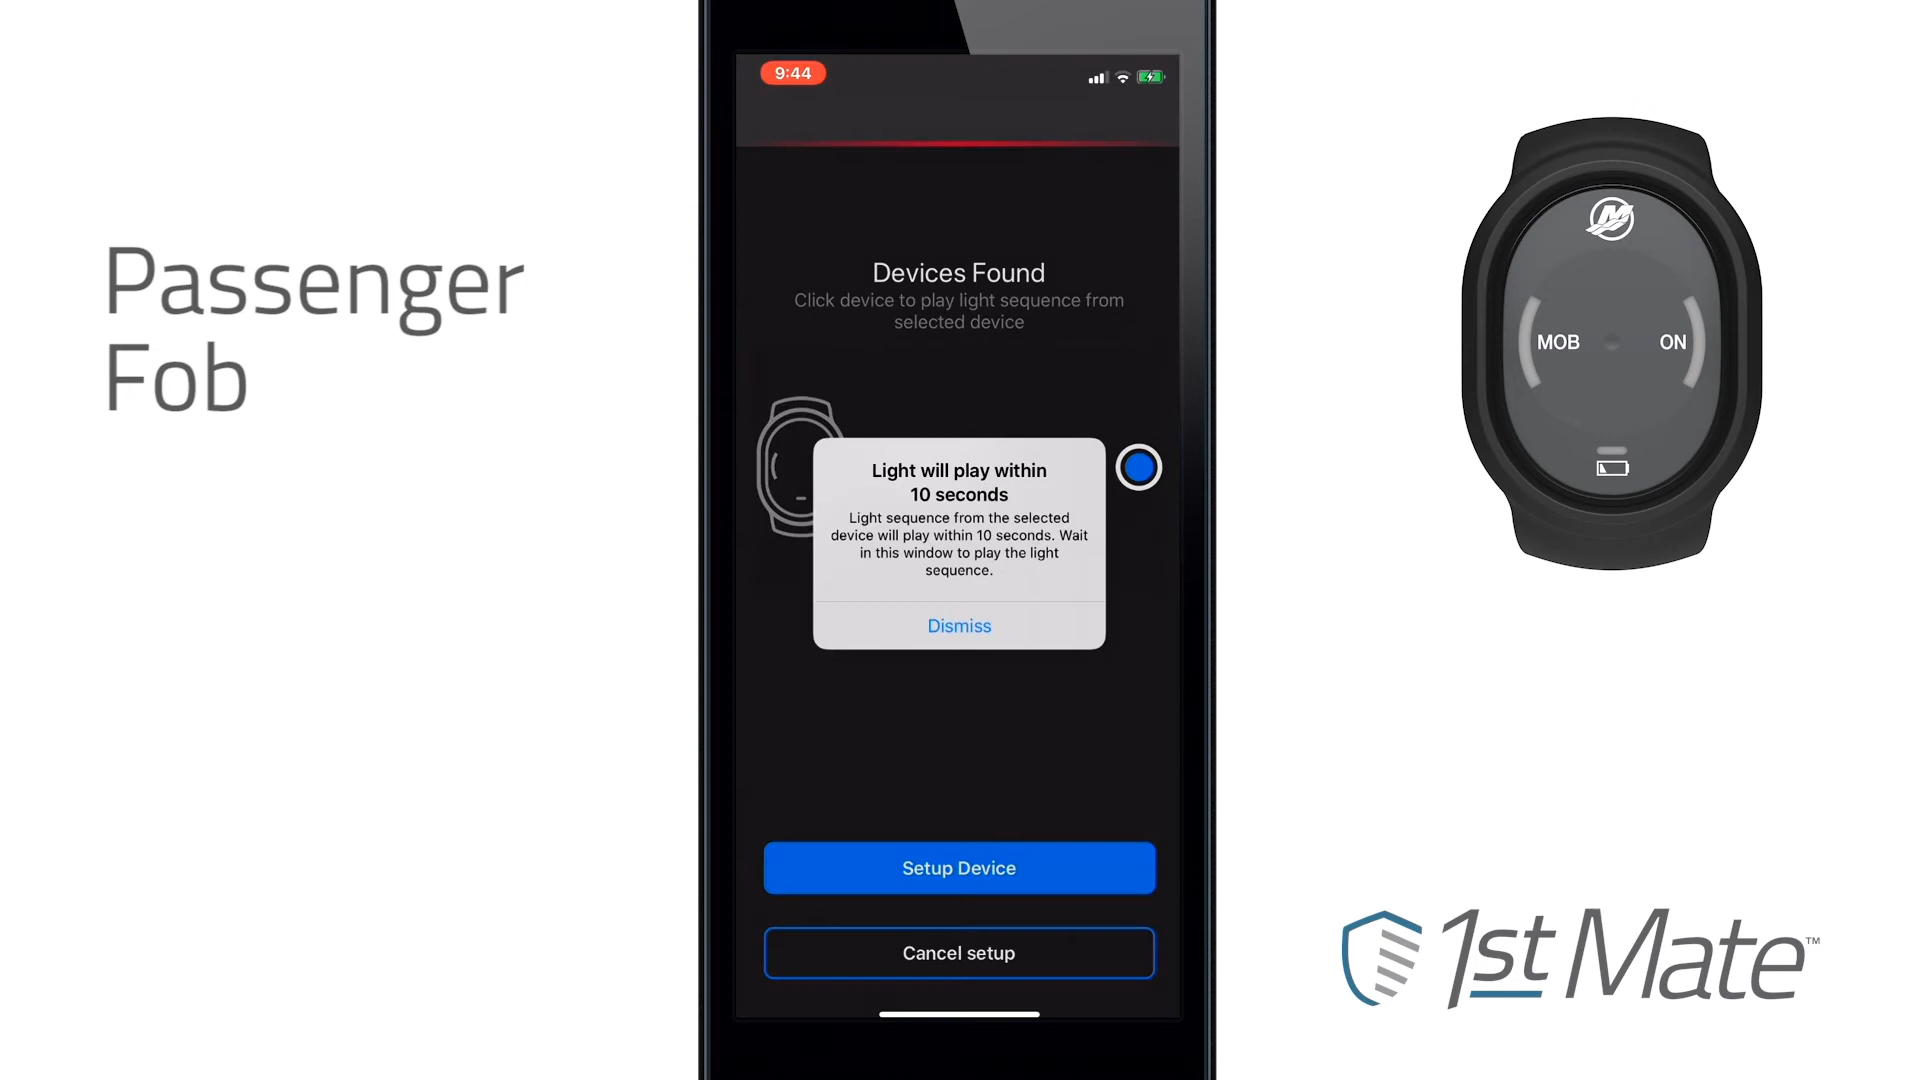 Passenger
Fob
9:44
Devices Found
Click device to play light sequence from
selected device
Light will play within
10 seconds
Light sequence from the selected
device will play within 10 seconds. Wait
in this window to play the light
sequence.
Dismiss
Setup Device
Cancel setup
MOB
ON
1st Mate™